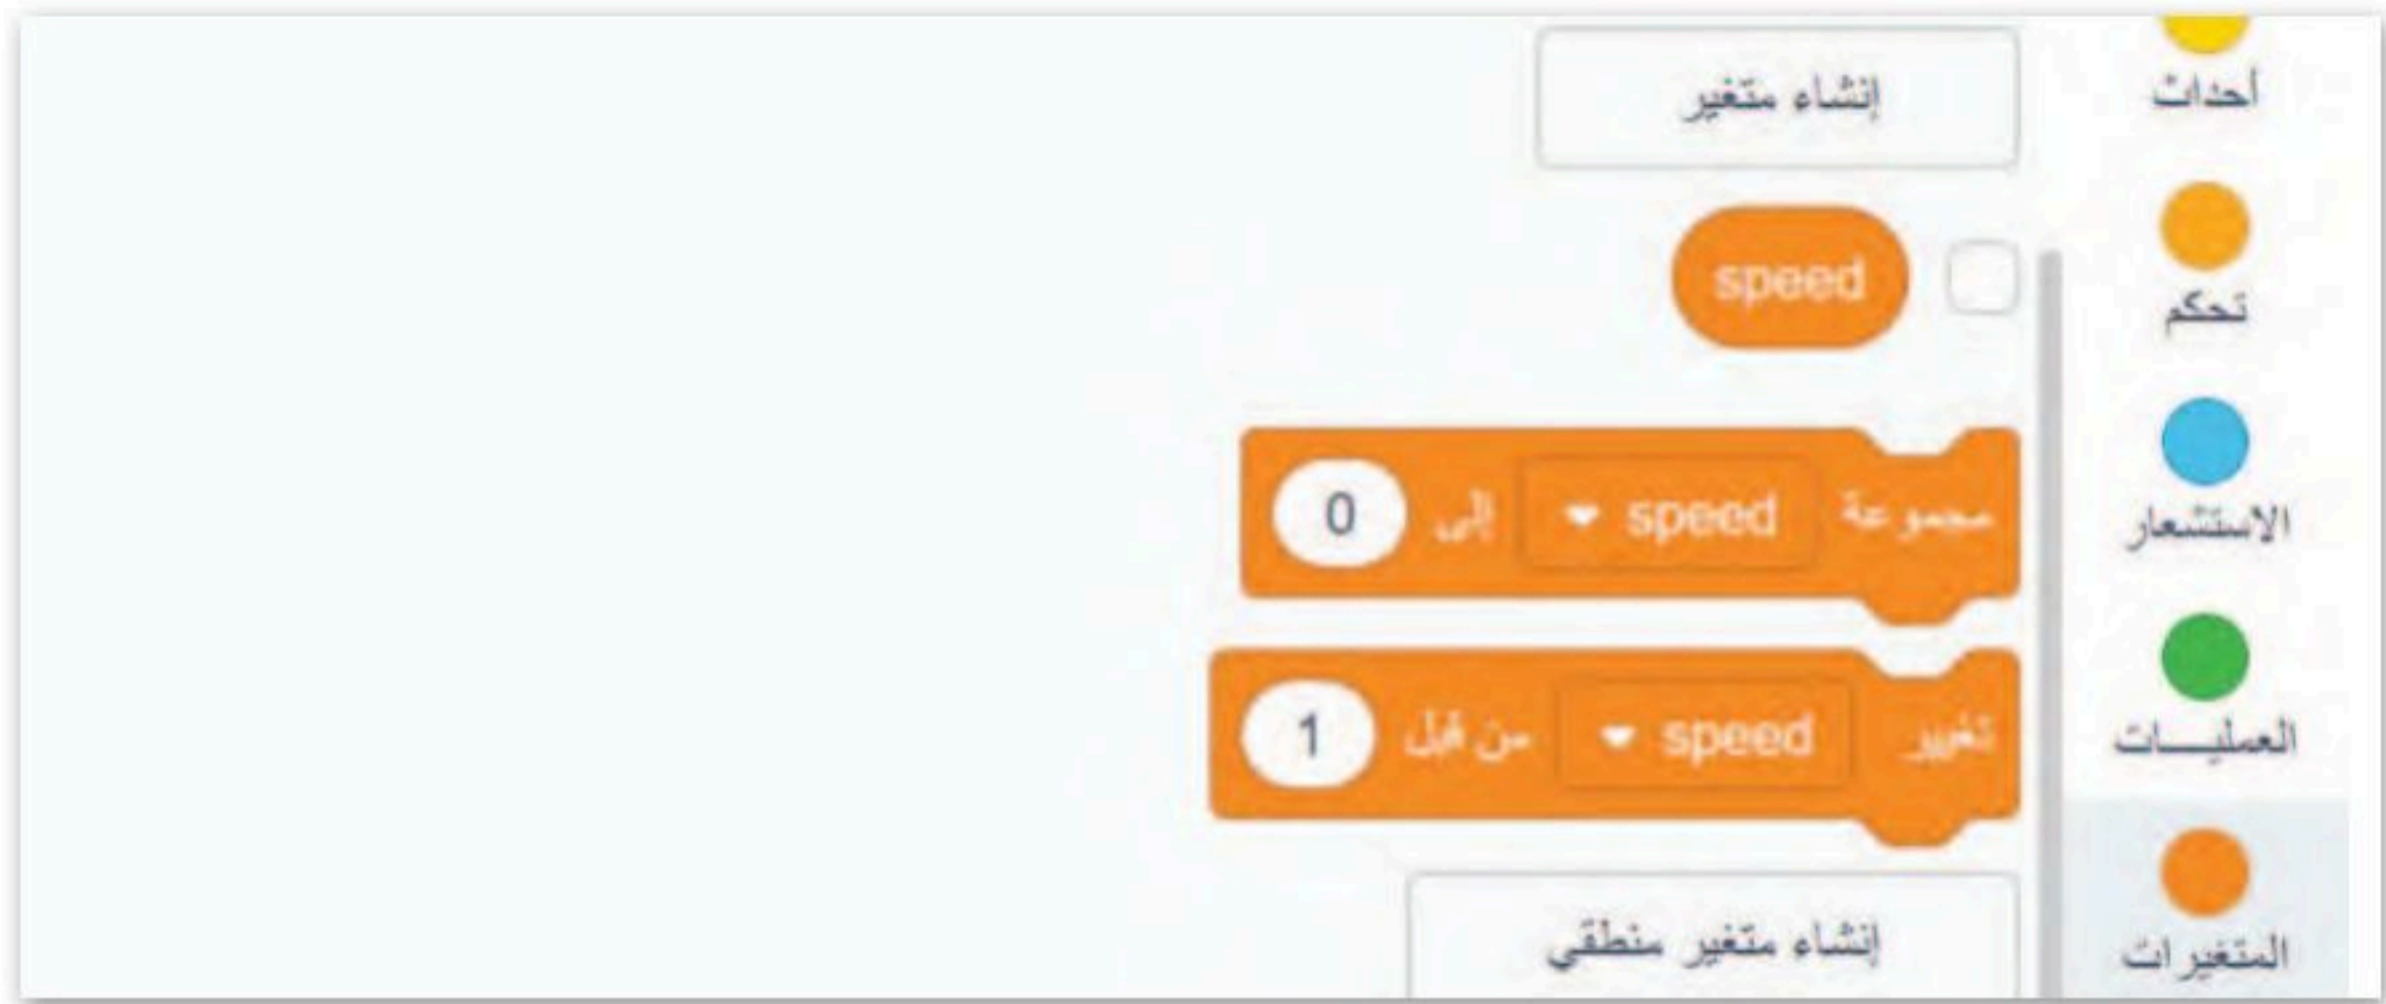 أحداث
تحكم
الاستشعار
العمليـــات
المتغيرات
إنشاء متغير
speed
مجموعة speed إلى 0
تغيير speed من قبل 1
إنشاء متغير منطقي